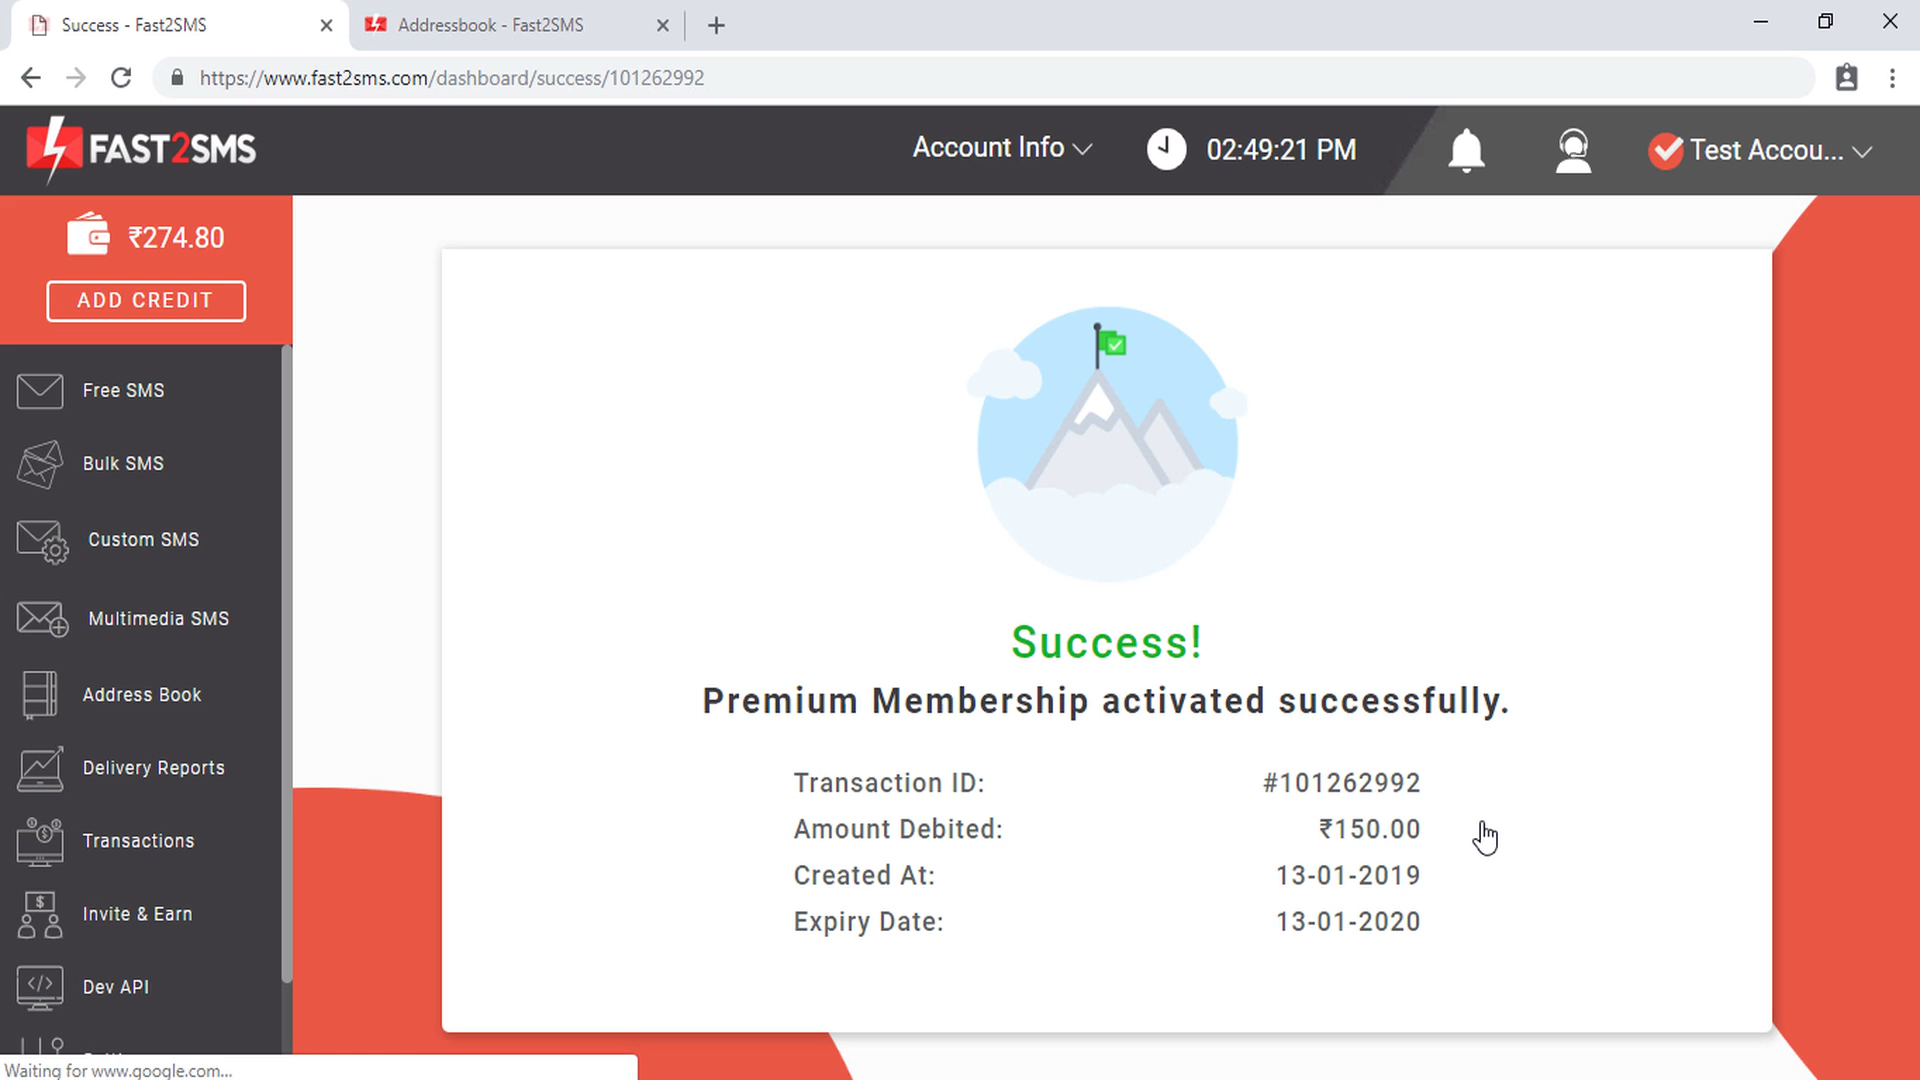 Success - Fast2SMS
Addressbook - Fast2SMS
https://www.fast2sms.com/dashboard/success/101262992
FAST2SMS
Account Info
02:49:21 PM
Test Accou...
₹274.80
ADD CREDIT
Free SMS
Bulk SMS
Custom SMS
Multimedia SMS
Address Book
Delivery Reports
Transactions
Invite & Earn
Dev API
Success!
Premium Membership activated successfully.
Transaction ID: #101262992
Amount Debited: ₹150.00
Created At: 13-01-2019
Expiry Date: 13-01-2020
Waiting for www.google.com...